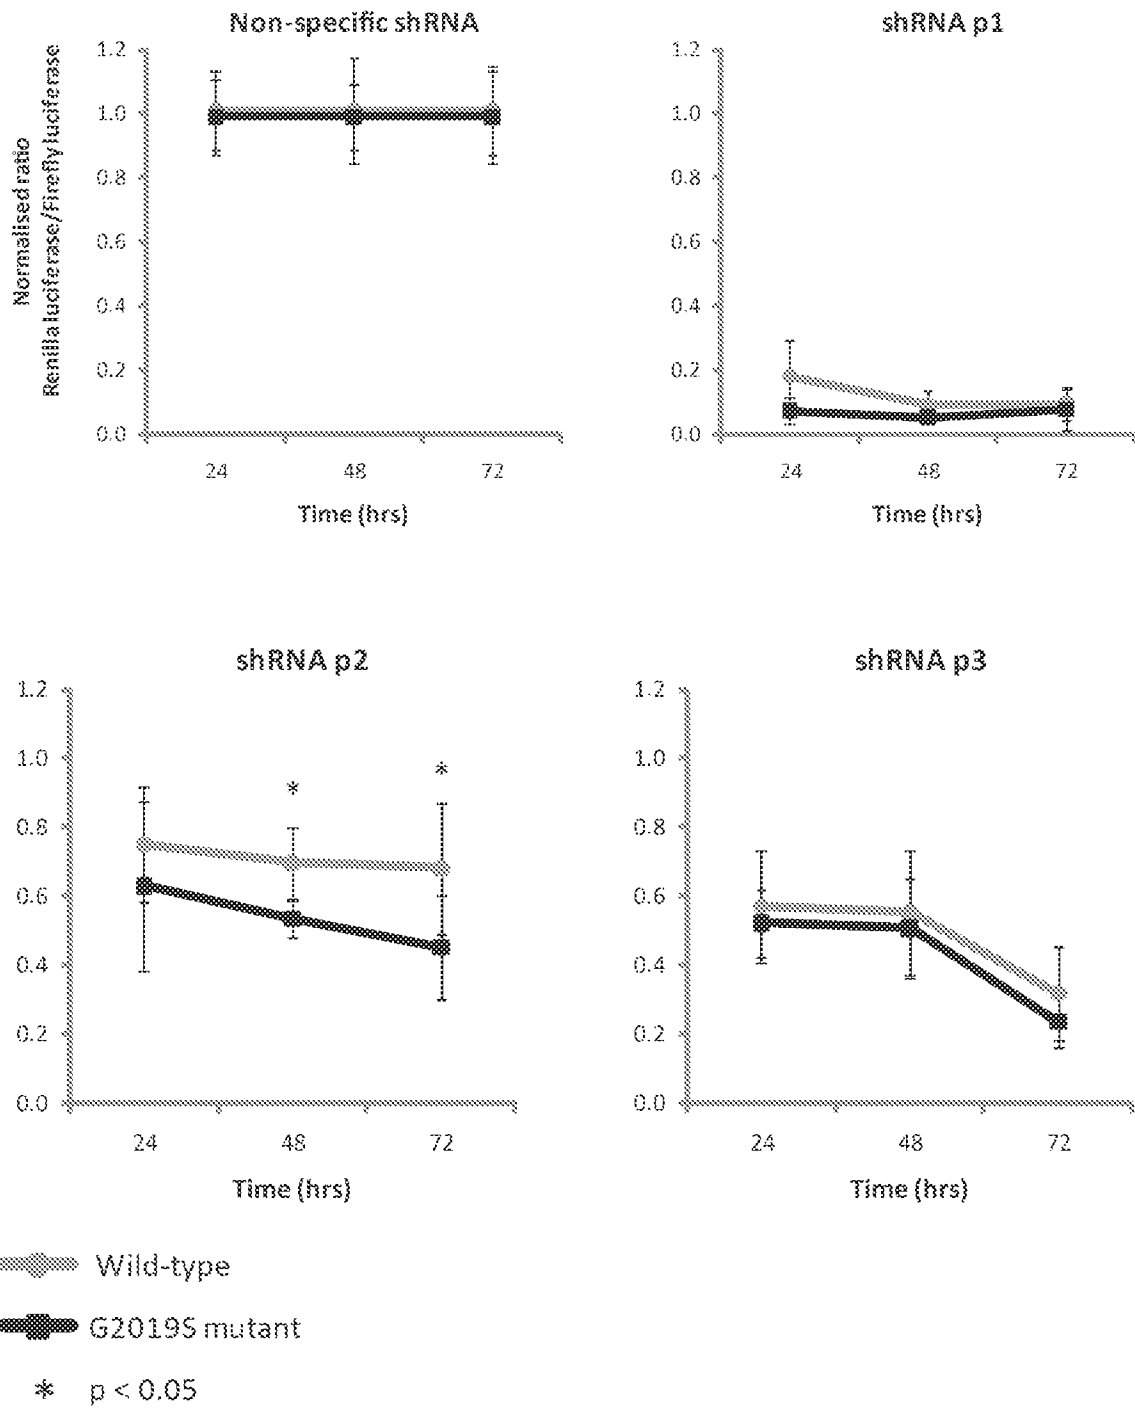 Non-specific shRNA
Normalised ratio
Renilla luciferase/Firefly luciferase
1.2
1.0
0.8
0.6
0.4
0.2
0.0
24 48 72
Time (hrs)
shRNA p1
1.2
1.0
0.8
0.6
0.4
0.2
0.0
24 48 72
Time (hrs)
shRNA p2
1.2
1.0
0.8
0.6
0.4
0.2
0.0
* *
24 48 72
Time (hrs)
shRNA p3
1.2
1.0
0.8
0.6
0.4
0.2
0.0
24 48 72
Time (hrs)
Wild-type
G2019S mutant
* p < 0.05